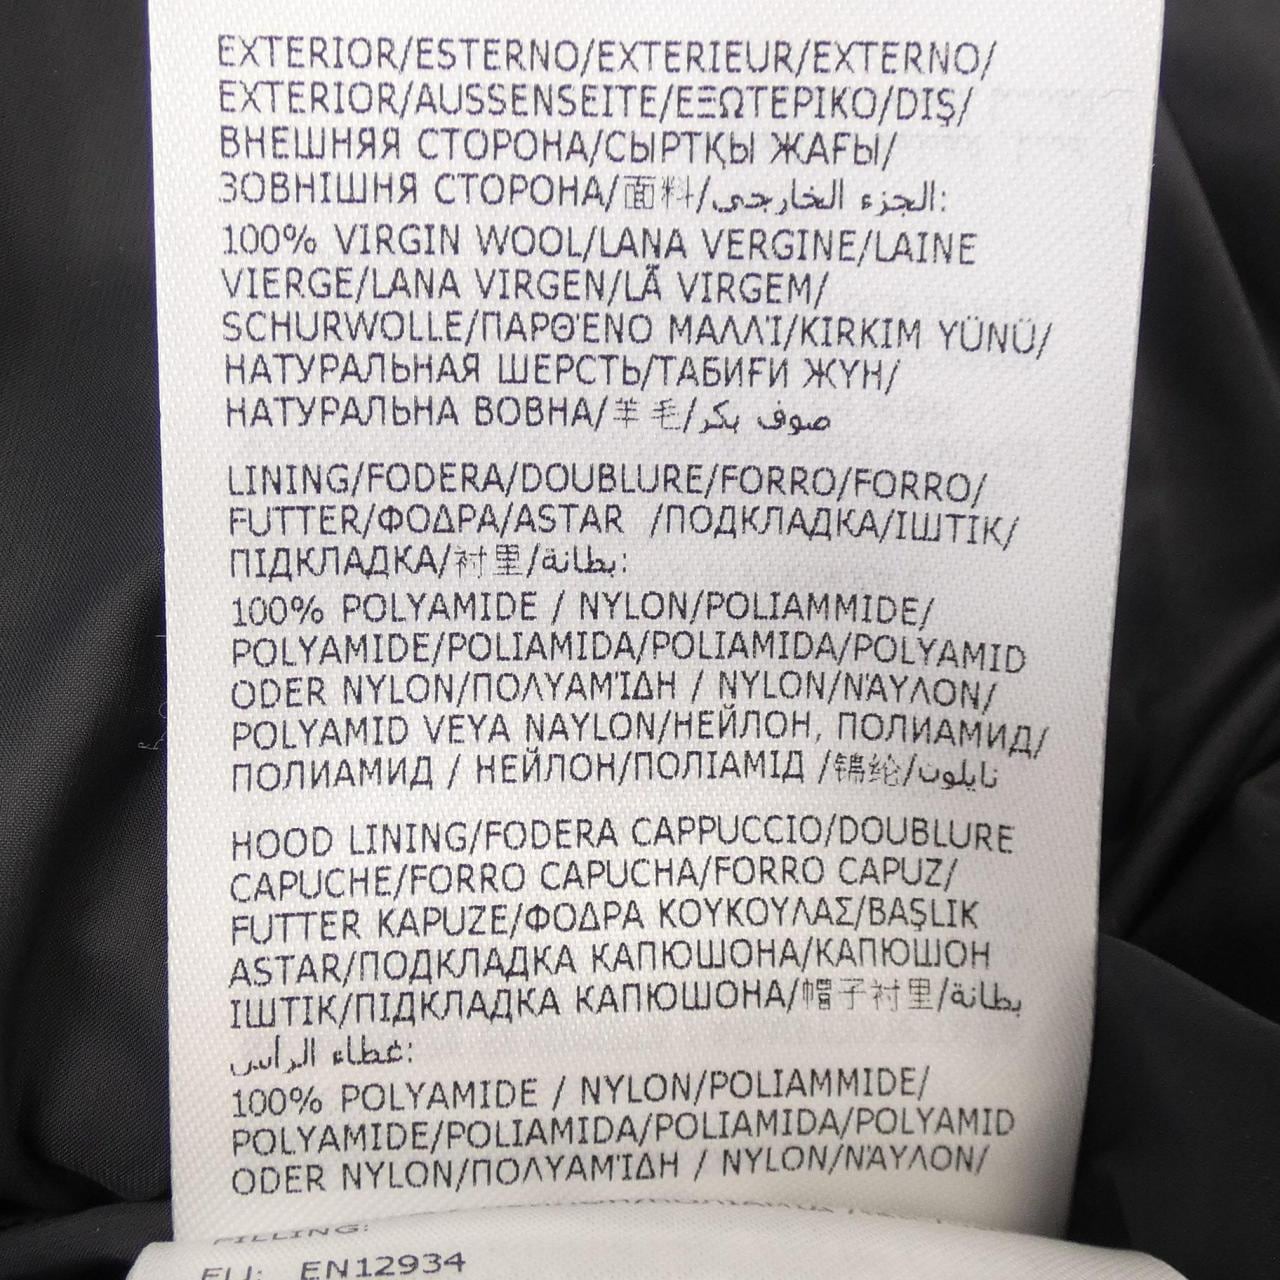 EXTERIOR/ESTERNO/EXTERIEUR/EXTERNO/
EXTERIOR/AUSSENSEITE/ΕΞΩΤΕΡΙΚΟ/DIŞ/
ВНЕШНЯЯ СТОРОНА/СЫРТҚЫ ЖАҒЫ/
ЗОВНІШНЯ СТОРОНА/面料/الجزء الخارجي:
100% VIRGIN WOOL/LANA VERGINE/LAINE
VIERGE/LANA VIRGEN/LÃ VIRGEM/
SCHURWOLLE/ΠΑΡΘΈΝΟ ΜΑΛΛΊ/KIRKIM YÜNÜ/
НАТУРАЛЬНАЯ ШЕРСТЬ/ТАБИҒИ ЖҮН/
НАТУРАЛЬНА ВОВНА/羊毛/صوف بكر
LINING/FODERA/DOUBLURE/FORRO/FORRO/
FUTTER/ΦΟΔΡΑ/ASTAR /ПОДКЛАДКА/ІШТІК/
ПІДКЛАДКА/衬里/بطانة:
100% POLYAMIDE / NYLON/POLIAMMIDE/
POLYAMIDE/POLIAMIDA/POLIAMIDA/POLYAMID
ODER NYLON/ΠΟΛΥΑΜΊΔΗ / NYLON/ΝΆΥΛΟΝ/
POLYAMID VEYA NAYLON/НЕЙЛОН, ПОЛИАМИД/
ПОЛИАМИД / НЕЙЛОН/ПОЛІАМІД /锦纶/نايلون
HOOD LINING/FODERA CAPPUCCIO/DOUBLURE
CAPUCHE/FORRO CAPUCHA/FORRO CAPUZ/
FUTTER KAPUZE/ΦΟΔΡΑ ΚΟΥΚΟΥΛΑΣ/BAŞLIK
ASTAR/ПОДКЛАДКА КАПЮШОНА/КАПЮШОН
ІШТІК/ПІДКЛАДКА КАПЮШОНА/帽子衬里/بطانة
غطاء الرأس:
100% POLYAMIDE / NYLON/POLIAMMIDE/
POLYAMIDE/POLIAMIDA/POLIAMIDA/POLYAMID
ODER NYLON/ΠΟΛΥΑΜΊΔΗ / NYLON/ΝΆΥΛΟΝ/
FILLING:
EU: EN12934